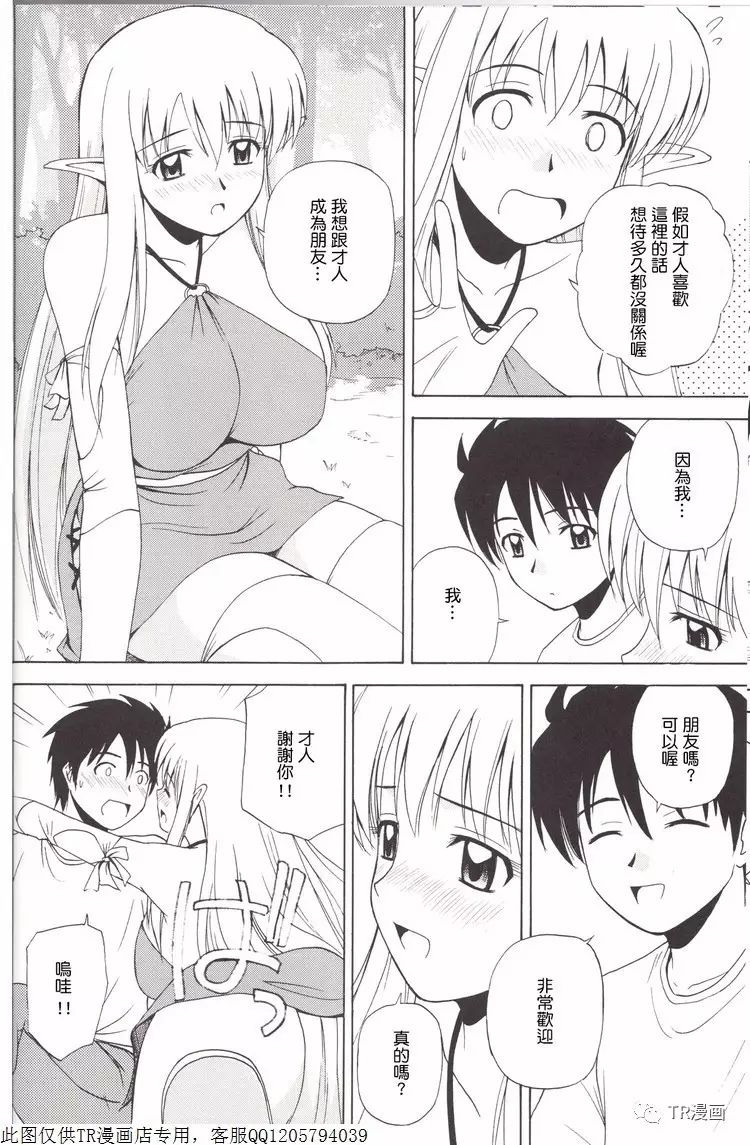 假如才人喜歡
這裡的話
想待多久都沒關係喔
我想跟才人
成為朋友…
因為我…
我…
朋友嗎？
可以喔
非常歡迎
真的嗎？
才人
謝謝你！！
嗚哇！！
ばっ
TR漫画
此图仅供TR漫画店专用，客服QQ1205794039